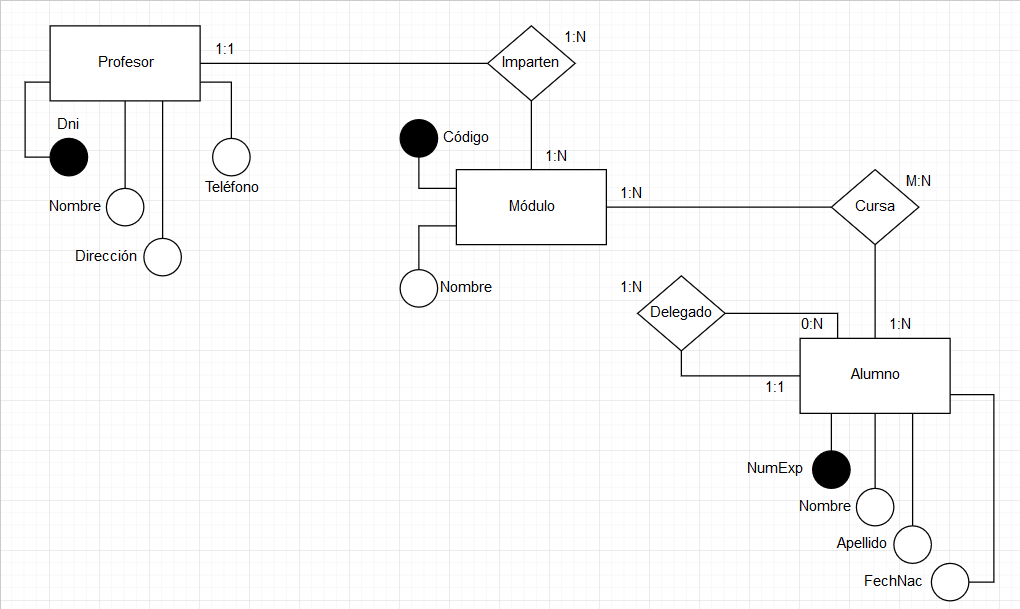 Profesor
1:1
1:N
Imparten
Dni
Código
Teléfono
Nombre
Dirección
1:N
Módulo
1:N
M:N
Cursa
Nombre
1:N
Delegado
0:N
1:N
1:1
Alumno
NumExp
Nombre
Apellido
FechNac